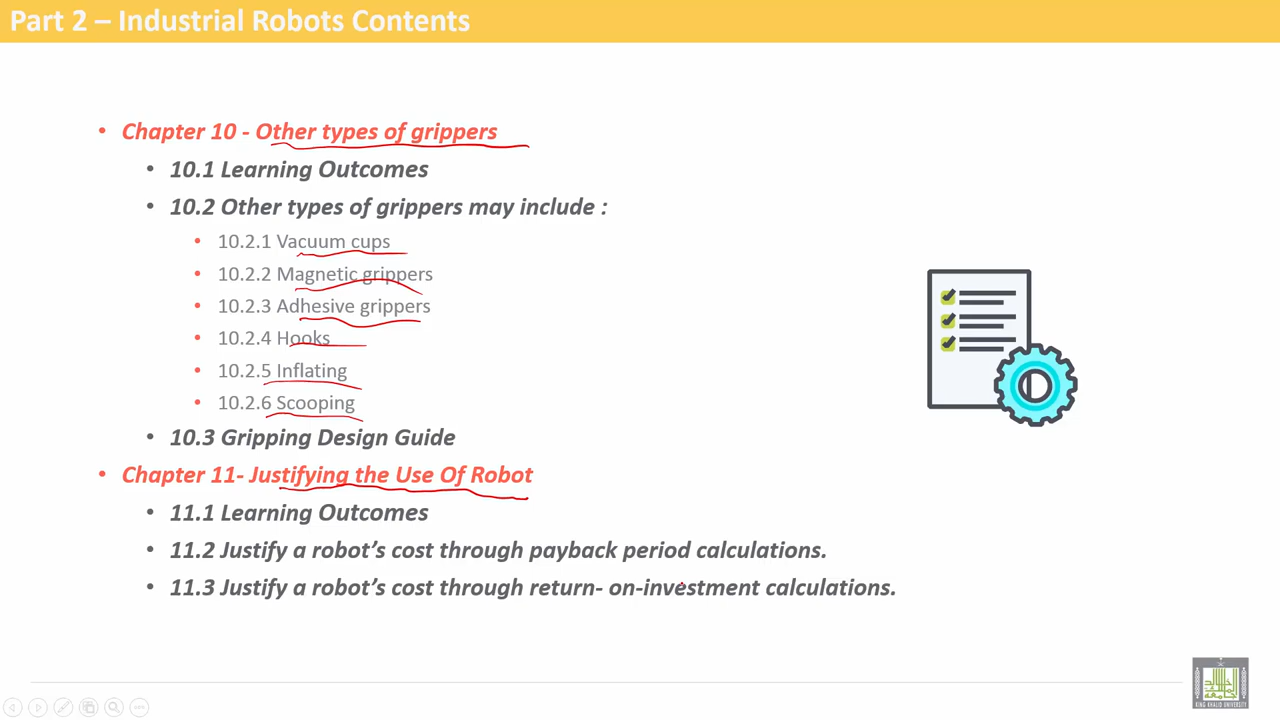 Part 2 – Industrial Robots Contents
• Chapter 10 - Other types of grippers
• 10.1 Learning Outcomes
• 10.2 Other types of grippers may include :
• 10.2.1 Vacuum cups
• 10.2.2 Magnetic grippers
• 10.2.3 Adhesive grippers
• 10.2.4 Hooks
• 10.2.5 Inflating
• 10.2.6 Scooping
• 10.3 Gripping Design Guide
• Chapter 11- Justifying the Use Of Robot
• 11.1 Learning Outcomes
• 11.2 Justify a robot's cost through payback period calculations.
• 11.3 Justify a robot's cost through return- on-investment calculations.
KING KHALID UNIVERSITY